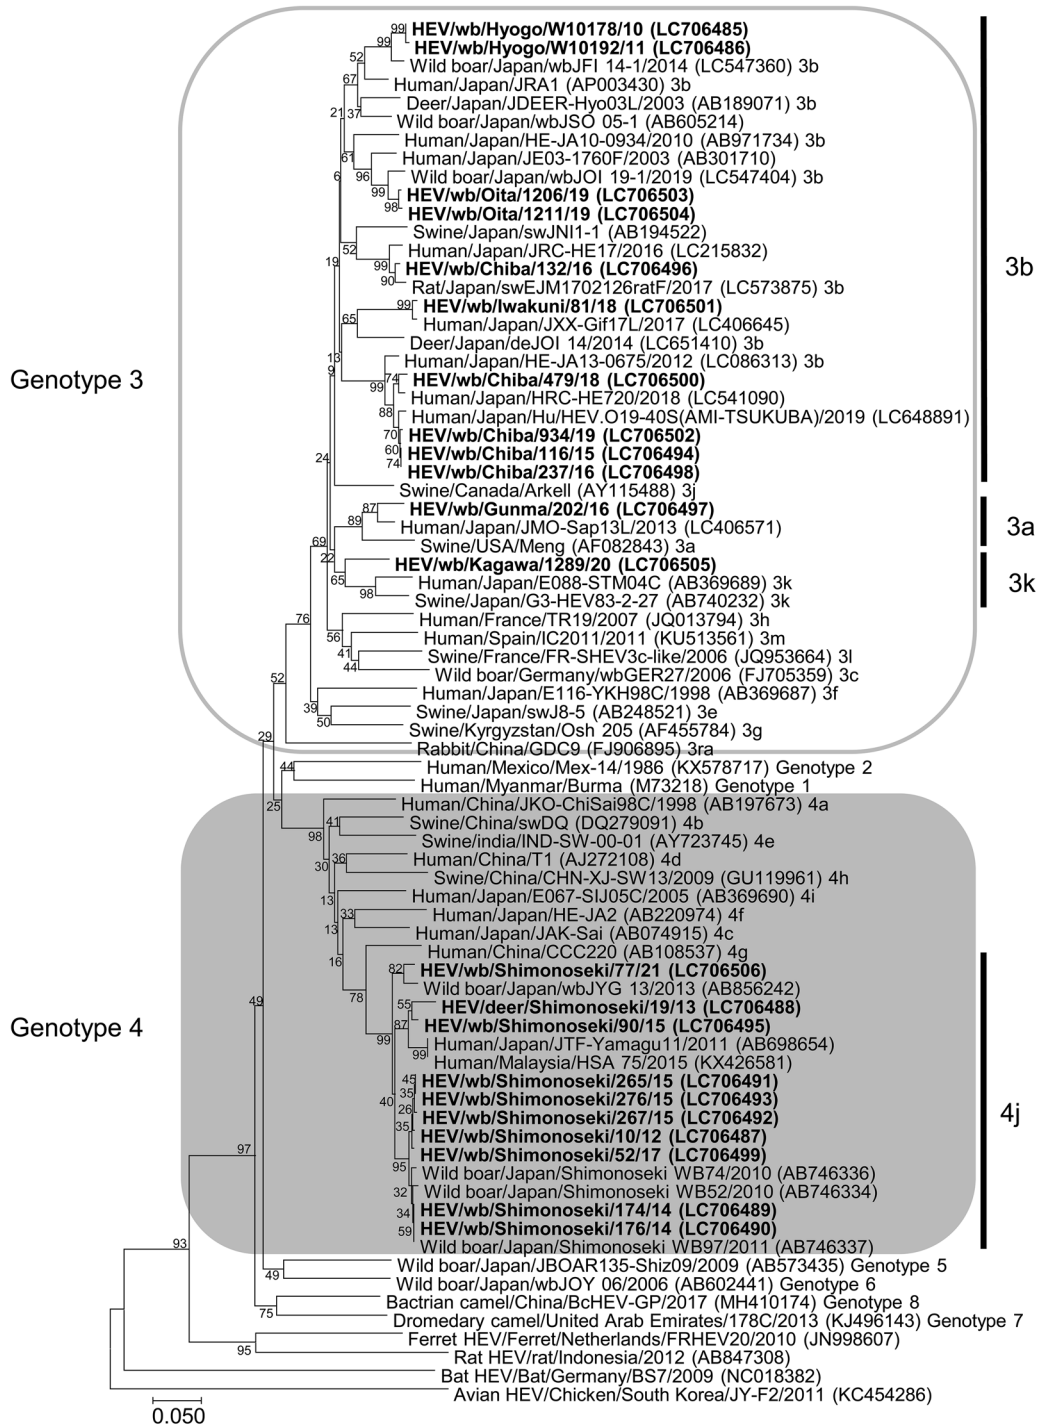 HEV/wb/Hyogo/W10178/10 (LC706485)
HEV/wb/Hyogo/W10192/11 (LC706486)
Wild boar/Japan/wbJFI 14-1/2014 (LC547360) 3b
Human/Japan/JRA1 (AP003430) 3b
Deer/Japan/JDEER-Hyo03L/2003 (AB189071) 3b
Wild boar/Japan/wbJSO 05-1 (AB605214)
Human/Japan/HE-JA10-0934/2010 (AB971734) 3b
Human/Japan/JE03-1760F/2003 (AB301710)
Wild boar/Japan/wbJOI 19-1/2019 (LC547404) 3b
HEV/wb/Oita/1206/19 (LC706503)
HEV/wb/Oita/1211/19 (LC706504)
Swine/Japan/swJNI1-1 (AB194522)
Human/Japan/JRC-HE17/2016 (LC215832)
HEV/wb/Chiba/132/16 (LC706496)
Rat/Japan/swEJM1702126ratF/2017 (LC573875) 3b
HEV/wb/Iwakuni/81/18 (LC706501)
Human/Japan/JXX-Gif17L/2017 (LC406645)
Deer/Japan/deJOI 14/2014 (LC651410) 3b
Human/Japan/HE-JA13-0675/2012 (LC086313) 3b
HEV/wb/Chiba/479/18 (LC706500)
Human/Japan/HRC-HE720/2018 (LC541090)
Human/Japan/Hu/HEV.O19-40S(AMI-TSUKUBA)/2019 (LC648891)
HEV/wb/Chiba/934/19 (LC706502)
HEV/wb/Chiba/116/15 (LC706494)
HEV/wb/Chiba/237/16 (LC706498)
Swine/Canada/Arkell (AY115488) 3j
HEV/wb/Gunma/202/16 (LC706497)
Human/Japan/JMO-Sap13L/2013 (LC406571)
Swine/USA/Meng (AF082843) 3a
HEV/wb/Kagawa/1289/20 (LC706505)
Human/Japan/E088-STM04C (AB369689) 3k
Swine/Japan/G3-HEV83-2-27 (AB740232) 3k
Human/France/TR19/2007 (JQ013794) 3h
Human/Spain/IC2011/2011 (KU513561) 3m
Swine/France/FR-SHEV3c-like/2006 (JQ953664) 3l
Wild boar/Germany/wbGER27/2006 (FJ705359) 3c
Human/Japan/E116-YKH98C/1998 (AB369687) 3f
Swine/Japan/swJ8-5 (AB248521) 3e
Swine/Kyrgyzstan/Osh 205 (AF455784) 3g
Rabbit/China/GDC9 (FJ906895) 3ra
Human/Mexico/Mex-14/1986 (KX578717) Genotype 2
Human/Myanmar/Burma (M73218) Genotype 1
Human/China/JKO-ChiSai98C/1998 (AB197673) 4a
Swine/China/swDQ (DQ279091) 4b
Swine/india/IND-SW-00-01 (AY723745) 4e
Human/China/T1 (AJ272108) 4d
Swine/China/CHN-XJ-SW13/2009 (GU119961) 4h
Human/Japan/E067-SIJ05C/2005 (AB369690) 4i
Human/Japan/HE-JA2 (AB220974) 4f
Human/Japan/JAK-Sai (AB074915) 4c
Human/China/CCC220 (AB108537) 4g
HEV/wb/Shimonoseki/77/21 (LC706506)
Wild boar/Japan/wbJYG 13/2013 (AB856242)
HEV/deer/Shimonoseki/19/13 (LC706488)
HEV/wb/Shimonoseki/90/15 (LC706495)
Human/Japan/JTF-Yamagu11/2011 (AB698654)
Human/Malaysia/HSA 75/2015 (KX426581)
HEV/wb/Shimonoseki/265/15 (LC706491)
HEV/wb/Shimonoseki/276/15 (LC706493)
HEV/wb/Shimonoseki/267/15 (LC706492)
HEV/wb/Shimonoseki/10/12 (LC706487)
HEV/wb/Shimonoseki/52/17 (LC706499)
Wild boar/Japan/Shimonoseki WB74/2010 (AB746336)
Wild boar/Japan/Shimonoseki WB52/2010 (AB746334)
HEV/wb/Shimonoseki/174/14 (LC706489)
HEV/wb/Shimonoseki/176/14 (LC706490)
Wild boar/Japan/Shimonoseki WB97/2011 (AB746337)
Wild boar/Japan/JBOAR135-Shiz09/2009 (AB573435) Genotype 5
Wild boar/Japan/wbJOY 06/2006 (AB602441) Genotype 6
Bactrian camel/China/BcHEV-GP/2017 (MH410174) Genotype 8
Dromedary camel/United Arab Emirates/178C/2013 (KJ496143) Genotype 7
Ferret HEV/Ferret/Netherlands/FRHEV20/2010 (JN998607)
Rat HEV/rat/Indonesia/2012 (AB847308)
Bat HEV/Bat/Germany/BS7/2009 (NC018382)
Avian HEV/Chicken/South Korea/JY-F2/2011 (KC454286)
Genotype 3
Genotype 4
3b
3a
3k
4j
99
99
52
67
21
37
61
6
96
99
98
52
99
90
19
99
65
13
9
74
99
88
70
60
74
24
87
89
69
22
65
98
76
56
41
44
52
39
50
29
44
25
41
98
36
30
13
33
13
16
82
78
55
49
87
99
99
45
35
40
26
35
97
95
32
34
59
93
49
75
95
0.050